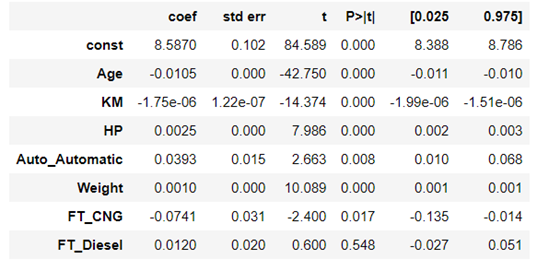 coef std err t P>|t| [0.025 0.975]
const 8.5870 0.102 84.589 0.000 8.388 8.786
Age -0.0105 0.000 -42.750 0.000 -0.011 -0.010
KM -1.75e-06 1.22e-07 -14.374 0.000 -1.99e-06 -1.51e-06
HP 0.0025 0.000 7.986 0.000 0.002 0.003
Auto_Automatic 0.0393 0.015 2.663 0.008 0.010 0.068
Weight 0.0010 0.000 10.089 0.000 0.001 0.001
FT_CNG -0.0741 0.031 -2.400 0.017 -0.135 -0.014
FT_Diesel 0.0120 0.020 0.600 0.548 -0.027 0.051